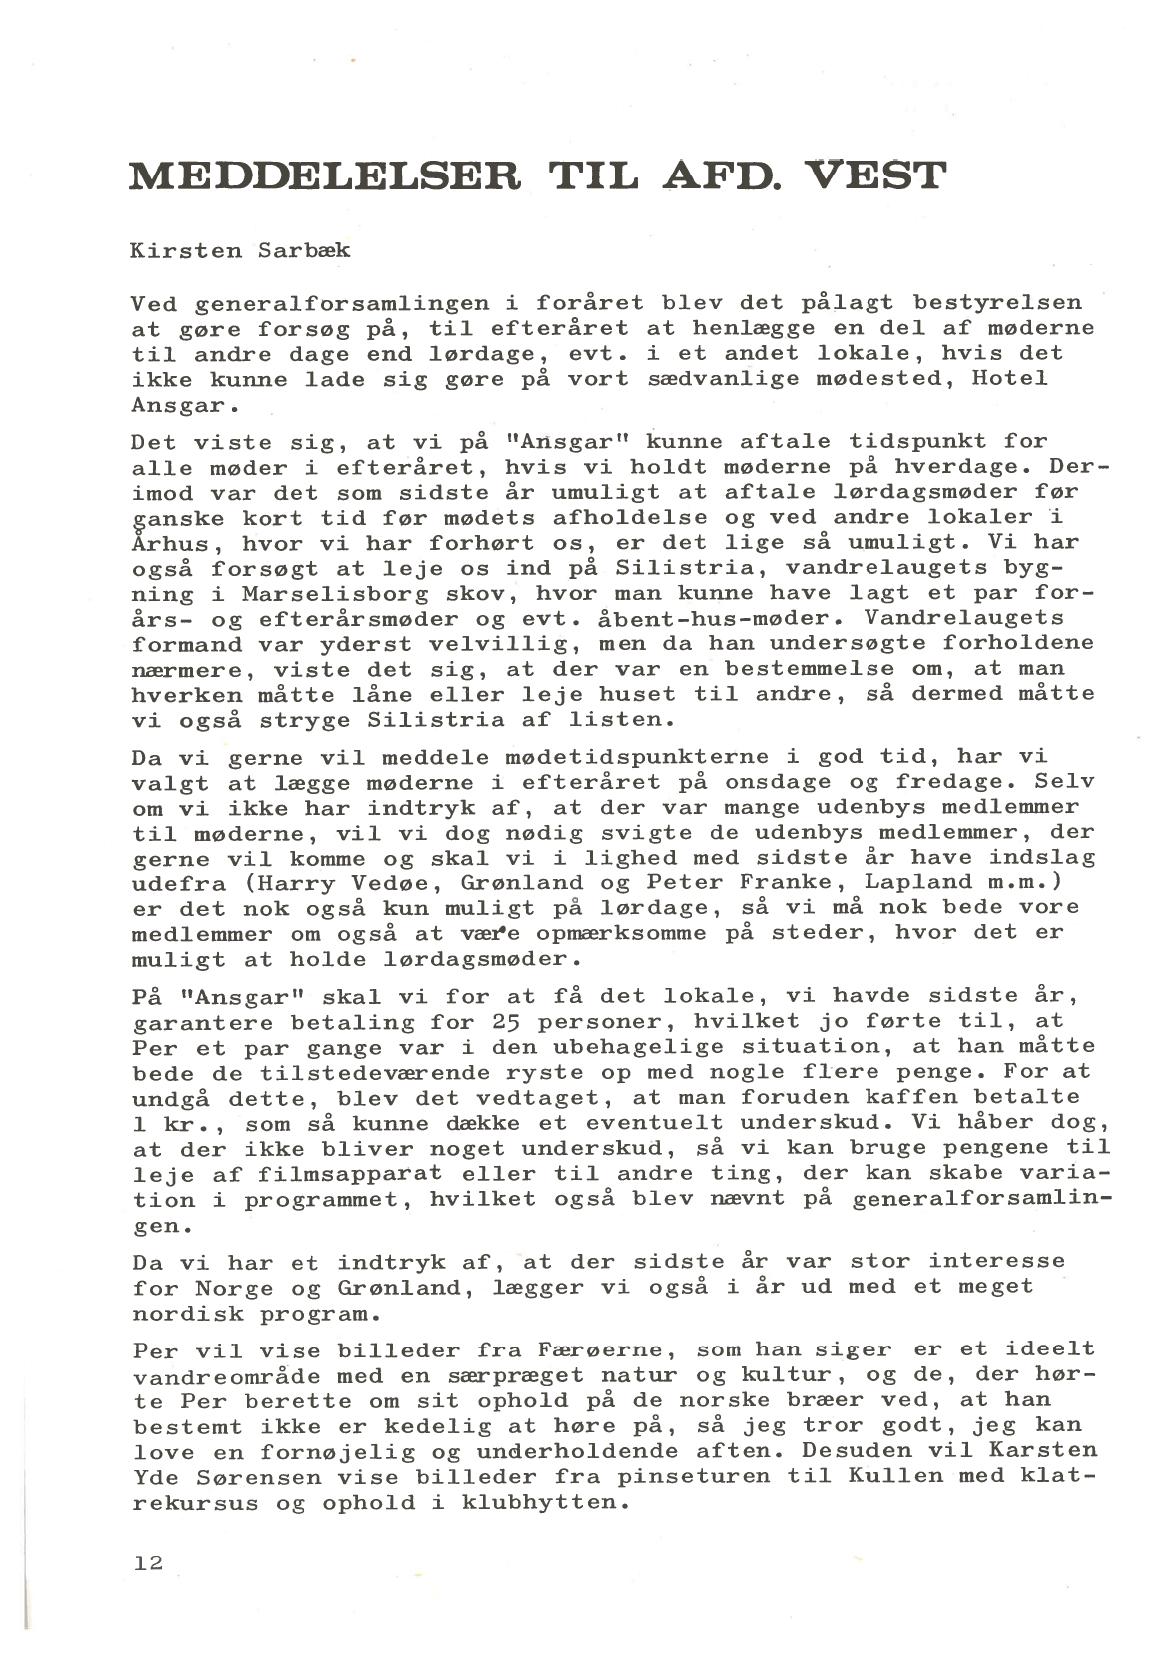 MEDDELELSER TIL AFD. VEST
Kirsten Sarbæk
Ved generalforsamlingen i foråret blev det pålagt bestyrelsen
at gøre forsøg på, til efteråret at henlægge en del af møderne
til andre dage end lørdage, evt. i et andet lokale, hvis det
ikke kunne lade sig gøre på vort sædvanlige mødested, Hotel
Ansgar.
Det viste sig, at vi på "Ansgar" kunne aftale tidspunkt for
alle møder i efteråret, hvis vi holdt møderne på hverdage. Der-
imod var det som sidste år umuligt at aftale lørdagsmøder før
ganske kort tid før mødets afholdelse og ved andre lokaler i
Århus, hvor vi har forhørt os, er det lige så umuligt. Vi har
også forsøgt at leje os ind på Silistria, vandrelaugets byg-
ning i Marselisborg skov, hvor man kunne have lagt et par for-
års- og efterårsmøder og evt. åbent-hus-møder. Vandrelaugets
formand var yderst velvillig, men da han undersøgte forholdene
nærmere, viste det sig, at der var en bestemmelse om, at man
hverken måtte låne eller leje huset til andre, så dermed måtte
vi også stryge Silistria af listen.
Da vi gerne vil meddele mødetidspunkterne i god tid, har vi
valgt at lægge møderne i efteråret på onsdage og fredage. Selv
om vi ikke har indtryk af, at der var mange udenbys medlemmer
til møderne, vil vi dog nødig svigte de udenbys medlemmer, der
gerne vil komme og skal vi i lighed med sidste år have indslag
udefra (Harry Vedøe, Grønland og Peter Franke, Lapland m.m.)
er det nok også kun muligt på lørdage, så vi må nok bede vore
medlemmer om også at være opmærksomme på steder, hvor det er
muligt at holde lørdagsmøder.
På "Ansgar" skal vi for at få det lokale, vi havde sidste år,
garantere betaling for 25 personer, hvilket jo førte til, at
Per et par gange var i den ubehagelige situation, at han måtte
bede de tilstedeværende ryste op med nogle flere penge. For at
undgå dette, blev det vedtaget, at man foruden kaffen betalte
1 kr., som så kunne dække et eventuelt underskud. Vi håber dog,
at der ikke bliver noget underskud, så vi kan bruge pengene til
leje af filmsapparat eller til andre ting, der kan skabe varia-
tion i programmet, hvilket også blev nævnt på generalforsamlin-
gen.
Da vi har et indtryk af, at der sidste år var stor interesse
for Norge og Grønland, lægger vi også i år ud med et meget
nordisk program.
Per vil vise billeder fra Færøerne, som han siger er et ideelt
vandreområde med en særpræget natur og kultur, og de, der hør-
te Per berette om sit ophold på de norske bræer ved, at han
bestemt ikke er kedelig at høre på, så jeg tror godt, jeg kan
love en fornøjelig og underholdende aften. Desuden vil Karsten
Yde Sørensen vise billeder fra pinseturen til Kullen med klat-
rekursus og ophold i klubhytten.
12